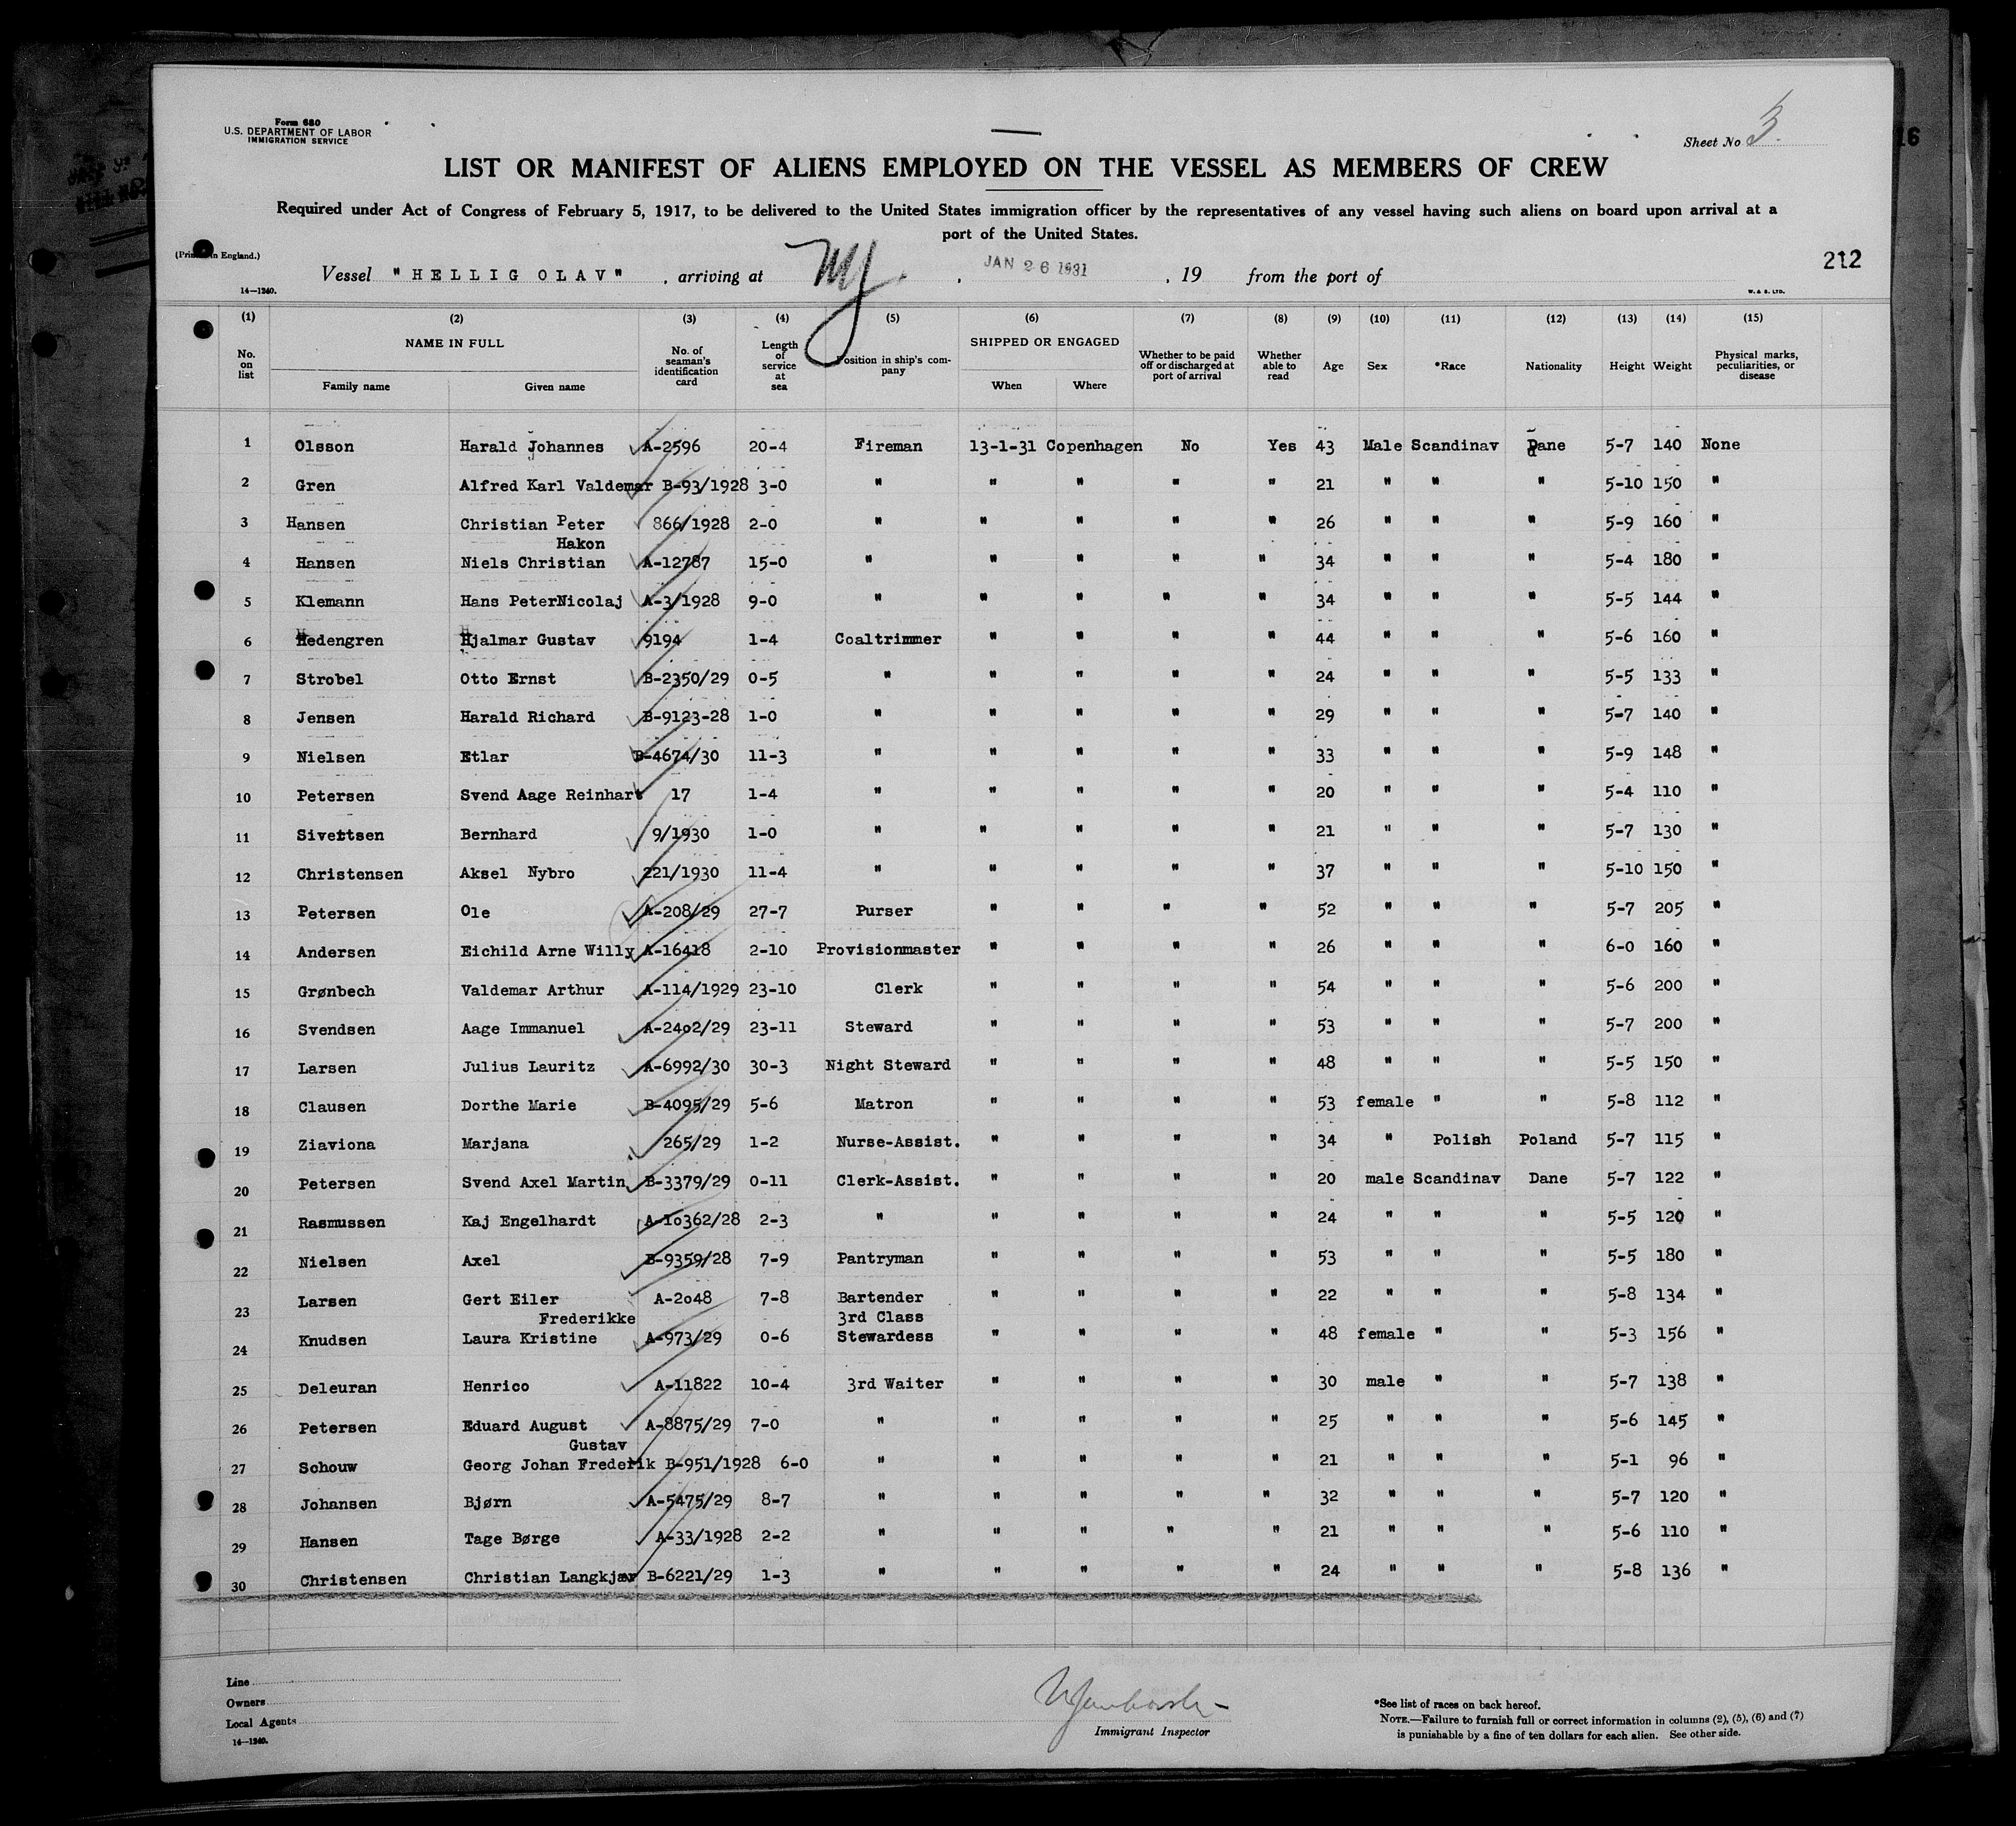 Form 680
U.S. DEPARTMENT OF LABOR
IMMIGRATION SERVICE
Sheet No 3.
16
LIST OR MANIFEST OF ALIENS EMPLOYED ON THE VESSEL AS MEMBERS OF CREW
Required under Act of Congress of February 5, 1917, to be delivered to the United States immigration officer by the representatives of any vessel having such aliens on board upon arrival at a
port of the United States.
(Printed in England.)
Vessel "HELLIG OLAV", arriving at NY., JAN 26 1931, 19 from the port of
212
14—1240.
W. & S. LTD.
(1) (2) (3) (4) (5) (6) (7) (8) (9) (10) (11) (12) (13) (14) (15)
No. on list NAME IN FULL Family name Given name No. of seaman's identification card Length of service at sea Position in ship's company SHIPPED OR ENGAGED When Where Whether to be paid off or discharged at port of arrival Whether able to read Age Sex *Race Nationality Height Weight Physical marks, peculiarities, or disease
1 Olsson Harald Johannes A-2596 20-4 Fireman 13-1-31 Copenhagen No Yes 43 Male Scandinav Dane 5-7 140 None
2 Gren Alfred Karl Valdemar B-93/1928 3-0 " " " " " 21 " " " 5-10 150 "
3 Hansen Christian Peter 866/1928 2-0 " " " " " 26 " " " 5-9 160 "
Hakon
4 Hansen Niels Christian A-12787 15-0 " " " " " 34 " " " 5-4 180 "
5 Klemann Hans PeterNicolaj A-3/1928 9-0 " " " " " 34 " " " 5-5 144 "
6 Hedengren Hjalmar Gustav 9194 1-4 Coaltrimmer " " " " 44 " " " 5-6 160 "
7 Strobel Otto Ernst B-2350/29 0-5 " " " " " 24 " " " 5-5 133 "
8 Jensen Harald Richard B-9123-28 1-0 " " " " " 29 " " " 5-7 140 "
9 Nielsen Etlar B-4674/30 11-3 " " " " " 33 " " " 5-9 148 "
10 Petersen Svend Aage Reinhart 17 1-4 " " " " " 20 " " " 5-4 110 "
11 Sivettsen Bernhard 9/1930 1-0 " " " " " 21 " " " 5-7 130 "
12 Christensen Aksel Nybro 221/1930 11-4 " " " " " 37 " " " 5-10 150 "
13 Petersen Ole A-208/29 27-7 Purser " " " " 52 " " " 5-7 205 "
14 Andersen Eichild Arne Willy A-16418 2-10 Provisionmaster " " " " 26 " " " 6-0 160 "
15 Grønbech Valdemar Arthur A-114/1929 23-10 Clerk " " " " 54 " " " 5-6 200 "
16 Svendsen Aage Immanuel A-2402/29 23-11 Steward " " " " 53 " " " 5-7 200 "
17 Larsen Julius Lauritz A-6992/30 30-3 Night Steward " " " " 48 " " " 5-5 150 "
18 Clausen Dorthe Marie B-4095/29 5-6 Matron " " " " 53 female " " 5-8 112 "
19 Ziaviona Marjana 265/29 1-2 Nurse-Assist. " " " " 34 " Polish Poland 5-7 115 "
20 Petersen Svend Axel Martin B-3379/29 0-11 Clerk-Assist. " " " " 20 male Scandinav Dane 5-7 122 "
21 Rasmussen Kaj Engelhardt A-10362/28 2-3 " " " " " 24 " " " 5-5 120 "
22 Nielsen Axel B-9359/28 7-9 Pantryman " " " " 53 " " " 5-5 180 "
23 Larsen Gert Eiler A-2048 7-8 Bartender " " " " 22 " " " 5-8 134 "
Frederikke 3rd Class
24 Knudsen Laura Kristine A-973/29 0-6 Stewardess " " " " 48 female " " 5-3 156 "
25 Deleuran Henrico A-11822 10-4 3rd Waiter " " " " 30 male " " 5-7 138 "
26 Petersen Eduard August A-8875/29 7-0 " " " " " 25 " " " 5-6 145 "
Gustav
27 Schouw Georg Johan Frederik B-951/1928 6-0 " " " " " 21 " " " 5-1 96 "
28 Johansen Bjørn A-5475/29 8-7 " " " " " 32 " " " 5-7 120 "
29 Hansen Tage Børge A-33/1928 2-2 " " " " " 21 " " " 5-6 110 "
30 Christensen Christian Langkjær B-6221/29 1-3 " " " " " 24 " " " 5-8 136 "
Line
Owners
Local Agents
14—1240.
Immigrant Inspector
*See list of races on back hereof.
NOTE.—Failure to furnish full or correct information in columns (2), (5), (6) and (7)
is punishable by a fine of ten dollars for each alien. See other side.